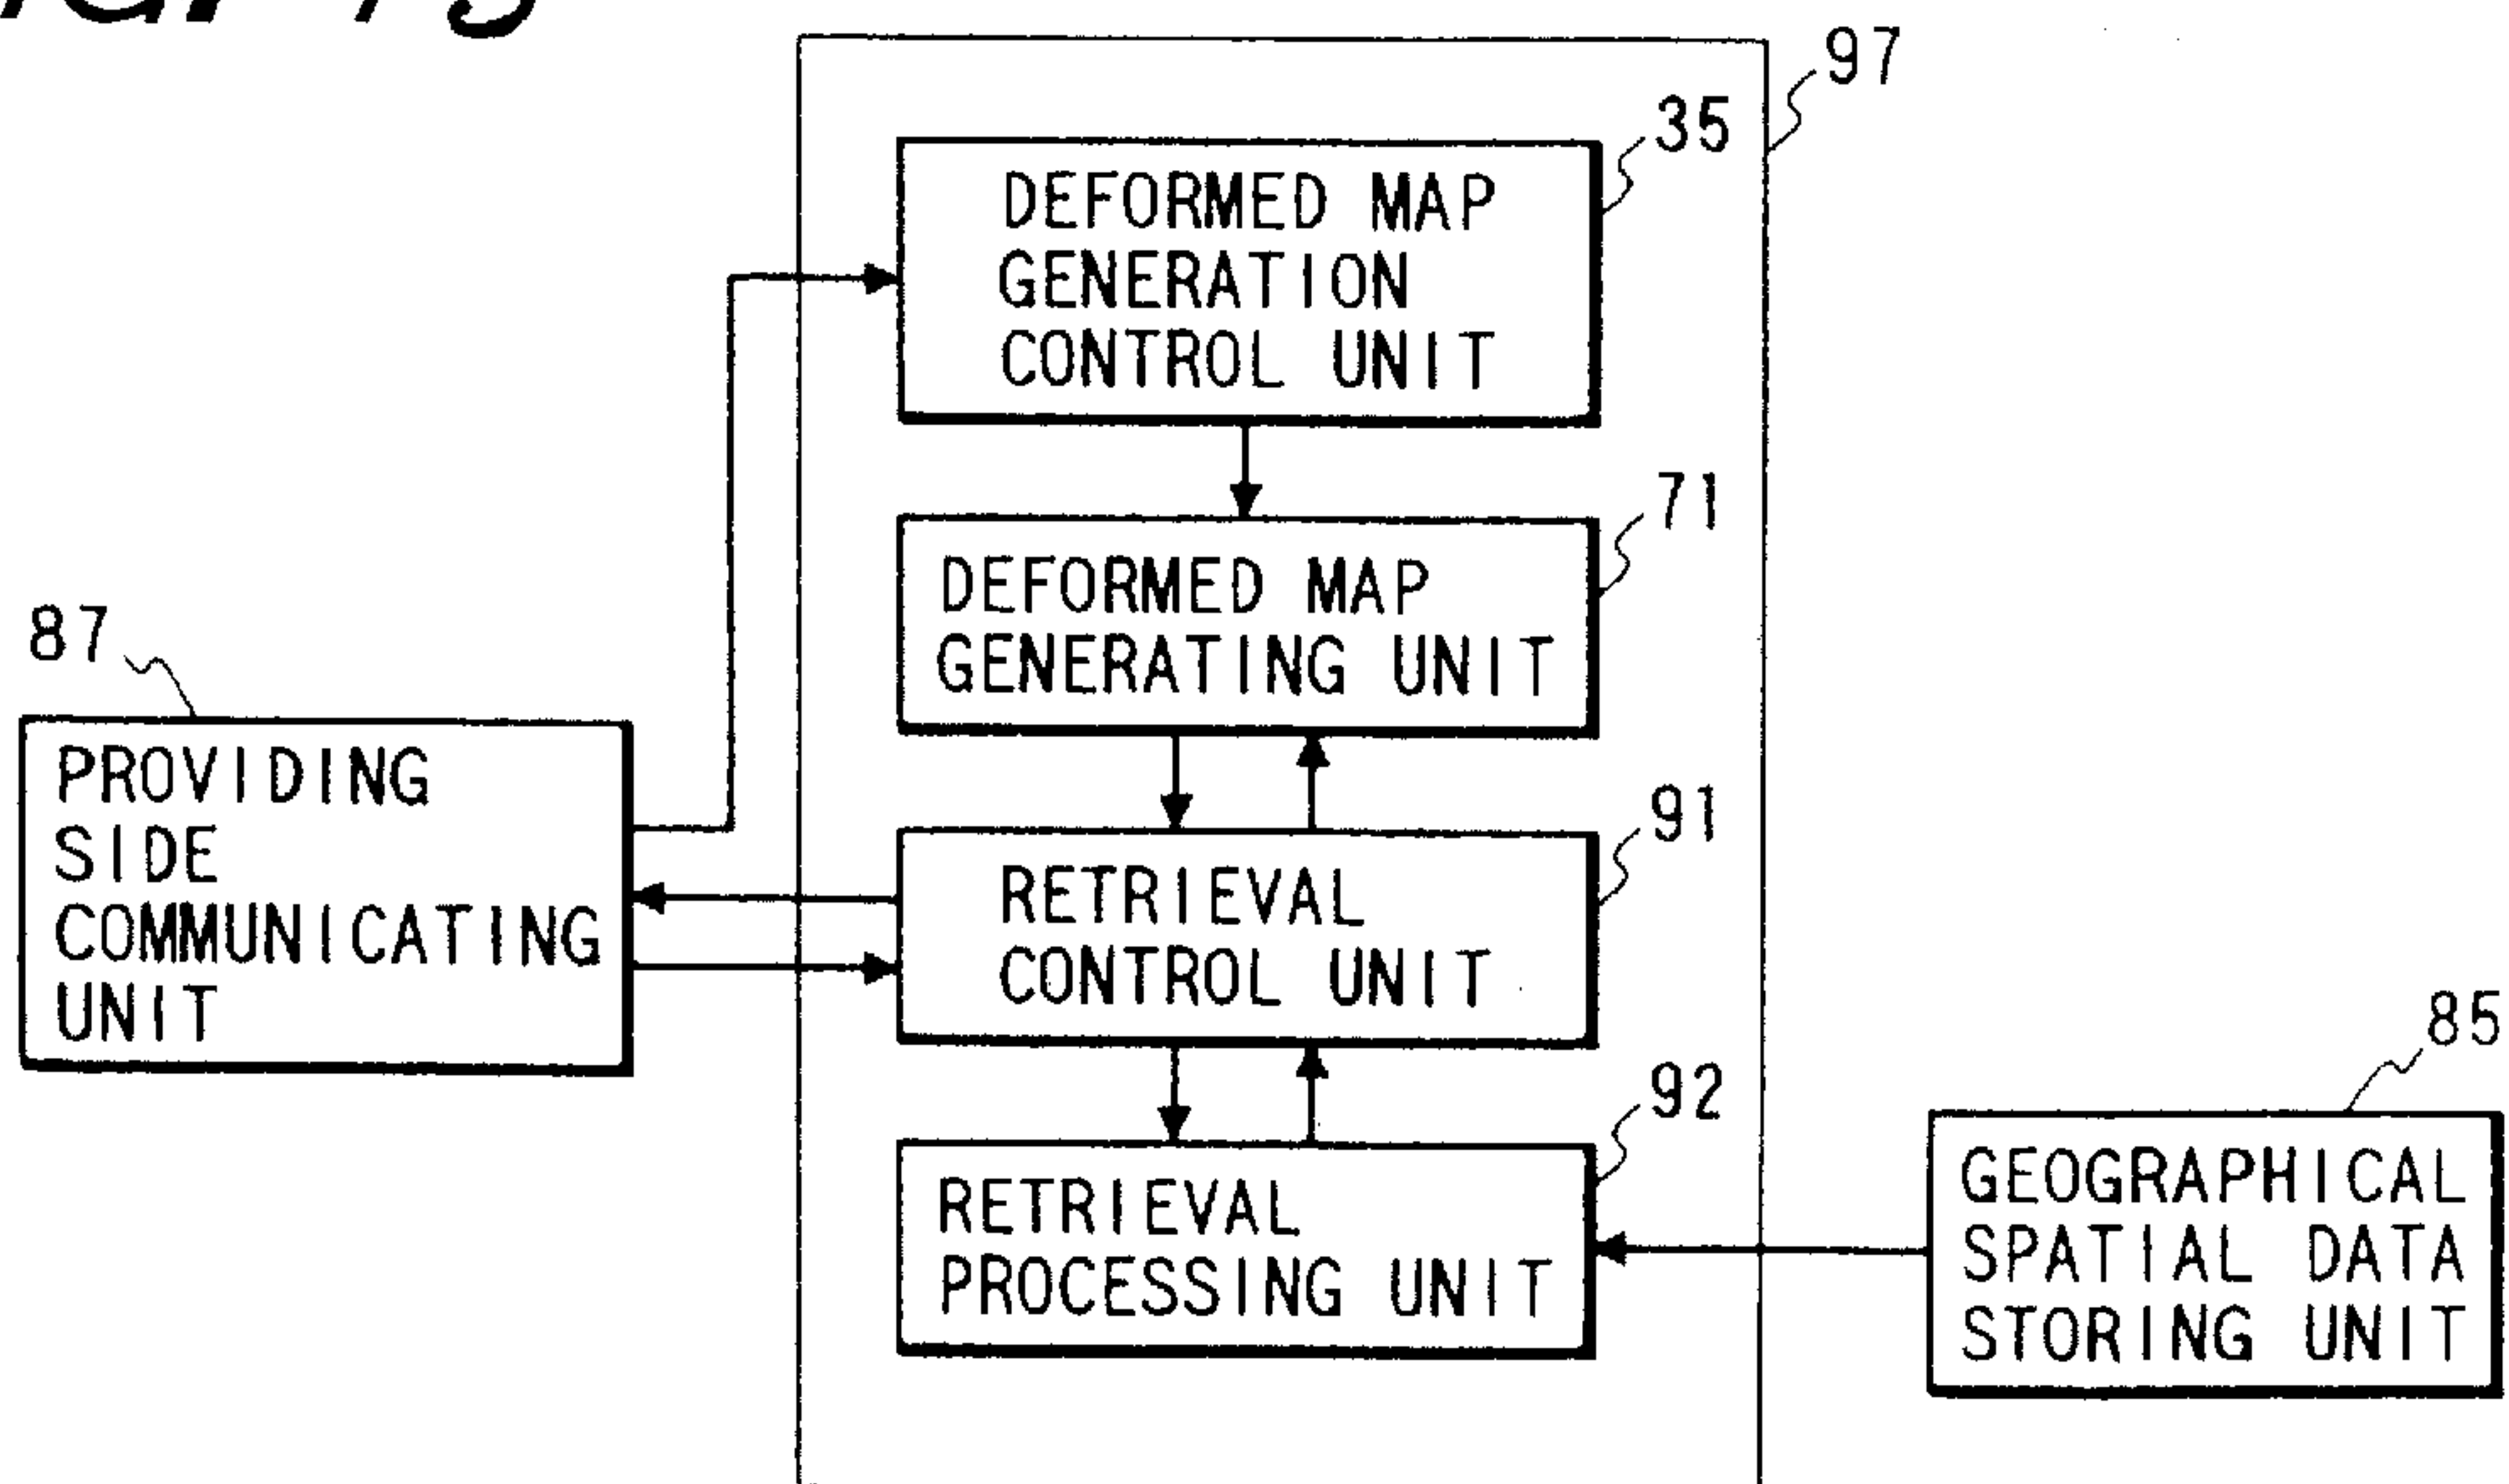 97
35
DEFORMED MAP
GENERATION
CONTROL UNIT
71
DEFORMED MAP
GENERATING UNIT
87
PROVIDING
SIDE
COMMUNICATING
UNIT
91
RETRIEVAL
CONTROL UNIT
92
RETRIEVAL
PROCESSING UNIT
85
GEOGRAPHICAL
SPATIAL DATA
STORING UNIT